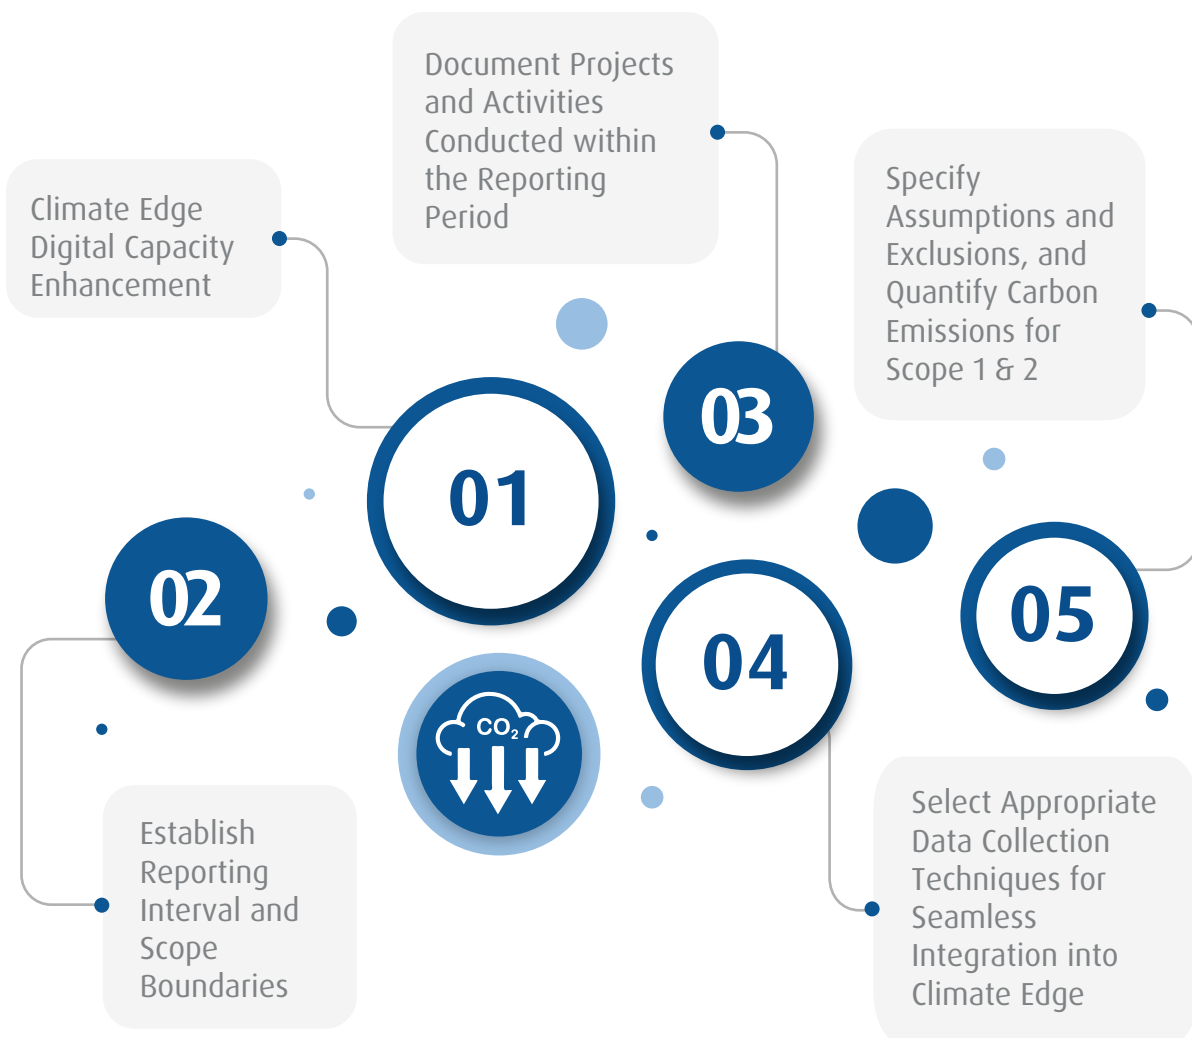 Document Projects
and Activities
Conducted within
the Reporting
Period
Climate Edge
Digital Capacity
Enhancement
Specify
Assumptions and
Exclusions, and
Quantify Carbon
Emissions for
Scope 1 & 2
03
01
02
05
04
CO₂
Establish
Reporting
Interval and
Scope
Boundaries
Select Appropriate
Data Collection
Techniques for
Seamless
Integration into
Climate Edge